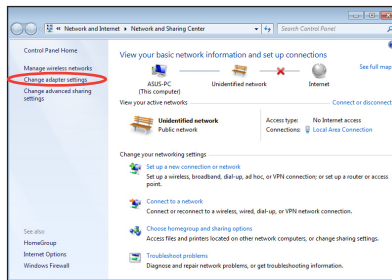 Network and Internet ▸ Network and Sharing Center
Search Control Panel
Control Panel Home
Manage wireless networks
Change adapter settings
Change advanced sharing
settings
See also
HomeGroup
Internet Options
Windows Firewall
View your basic network information and set up connections
See full map
ASUS-PC
(This computer)
Unidentified network
Internet
View your active networks
Connect or disconnect
Unidentified network
Public network
Access type: No Internet access
Connections: Local Area Connection
Change your networking settings
Set up a new connection or network
Set up a wireless, broadband, dial-up, ad hoc, or VPN connection; or set up a router or access
point.
Connect to a network
Connect or reconnect to a wireless, wired, dial-up, or VPN network connection.
Choose homegroup and sharing options
Access files and printers located on other network computers, or change sharing settings.
Troubleshoot problems
Diagnose and repair network problems, or get troubleshooting information.